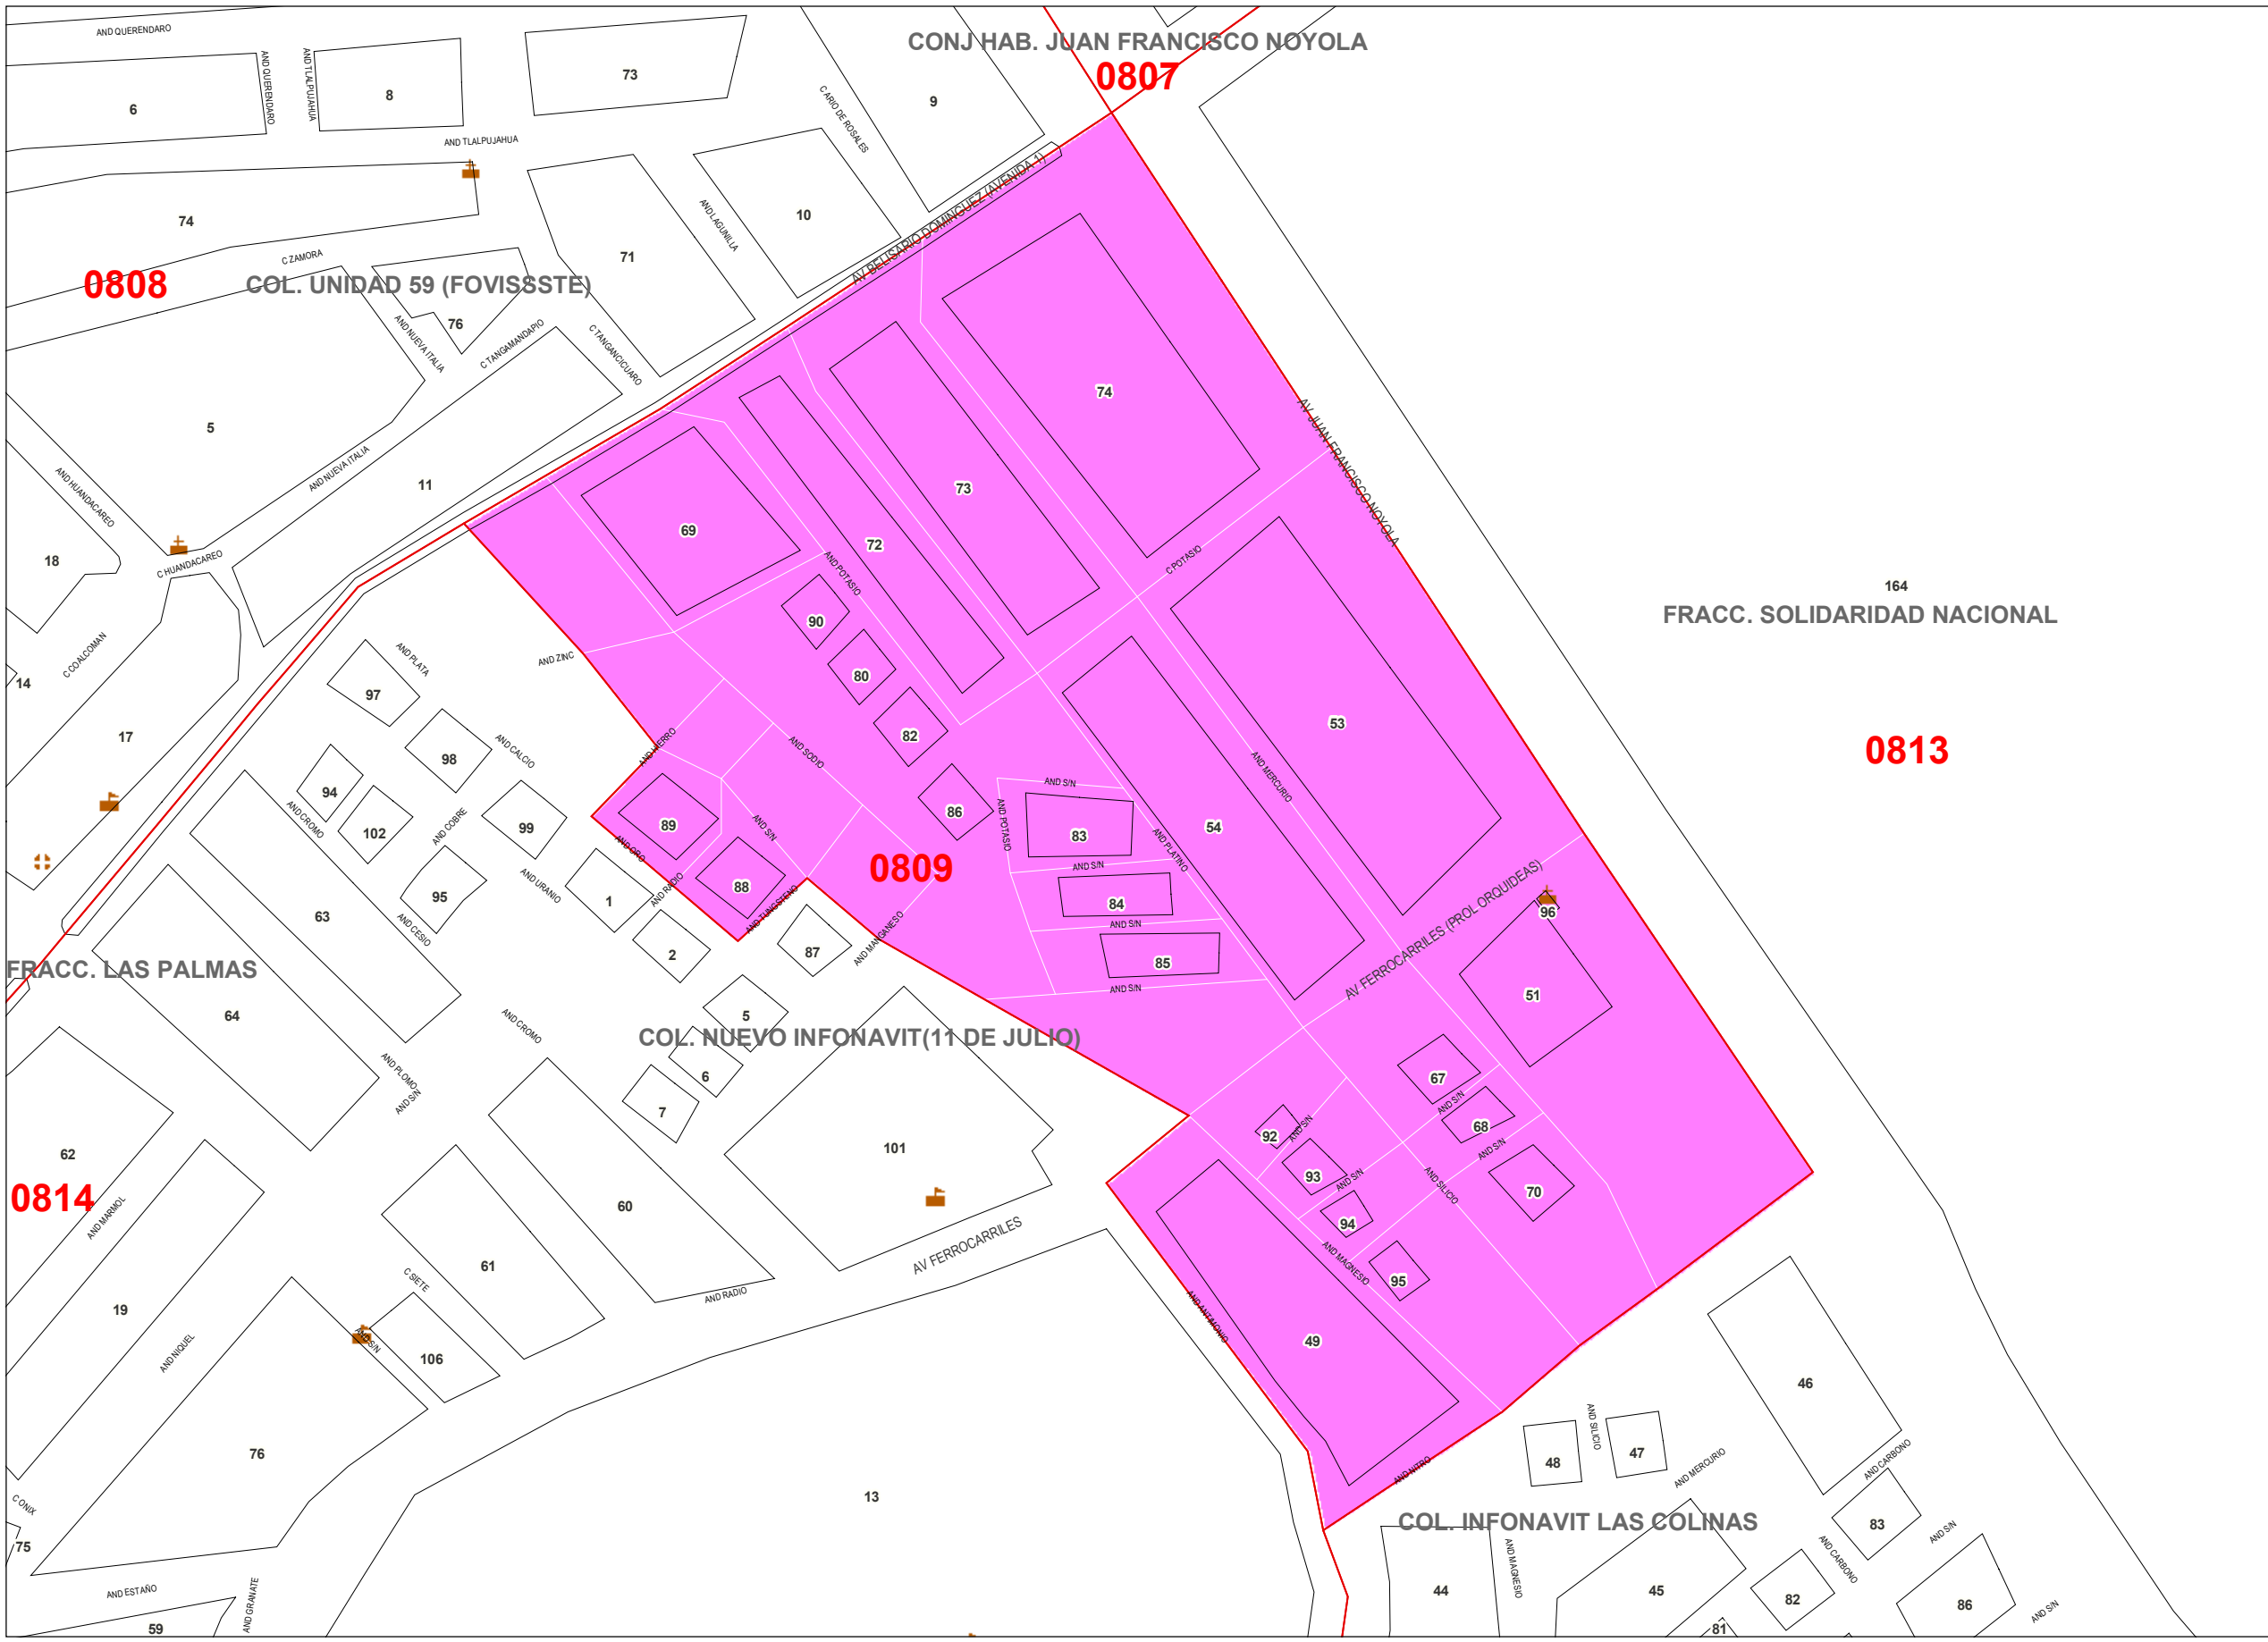 AND QUERENDARO
CONJ HAB. JUAN FRANCISCO NOYOLA
0807
AND QUERENDARO
AND TLALPUJAHUA
6
8
73
9
C ARIO DE ROSALES
AND TLALPUJAHUA
74
10
AND LAGUNILLA
71
AV BELISARIO DOMINGUEZ (AVENIDA 1)
C ZAMORA
0808
COL. UNIDAD 59 (FOVISSSTE)
76
AND NUEVA ITALIA
C TANGAMANDAPIO
C TANGANCICUARO
5
74
AV JUAN FRANCISCO NOYOLA
AND NUEVA ITALIA
11
AND HUANDACAREO
73
69
72
18
C HUANDACAREO
AND POTASIO
C POTASIO
164
FRACC. SOLIDARIDAD NACIONAL
90
C COALCOMAN
AND PLATA
AND ZINC
80
14
97
17
82
53
0813
98
AND CALCIO
AND HIERRO
AND SODIO
AND MERCURIO
94
AND CROMO
102
AND COBRE
99
89
AND S/N
86
AND S/N
AND POTASIO
83
54
AND PLATINO
AND ORO
0809
AND S/N
AND URANIO
95
1
AND RADIO
88
AND TUNGSTENO
84
AV FERROCARRILES (PROL ORQUIDEAS)
96
63
AND CESIO
AND S/N
2
87
AND MANGANESO
85
FRACC. LAS PALMAS
AND S/N
51
64
5
AND CROMO
COL. NUEVO INFONAVIT(11 DE JULIO)
AND PLOMO
AND S/N
6
7
67
AND S/N
68
92
AND S/N
62
101
AND S/N
93
AND S/N
AND SILICIO
70
0814
AND MARMOL
60
94
AV FERROCARRILES
61
C SIETE
AND MAGNESIO
95
AND RADIO
19
AND NIQUEL
AND S/N
106
AND ANTIMONIO
49
46
76
AND SILICIO
48
47
AND MERCURIO
AND CARBONO
AND NITRO
13
C ONIX
COL. INFONAVIT LAS COLINAS
83
AND S/N
75
AND CARBONO
AND MAGNESIO
AND ESTAÑO
AND GRANATE
44
45
82
86
AND S/N
59
81